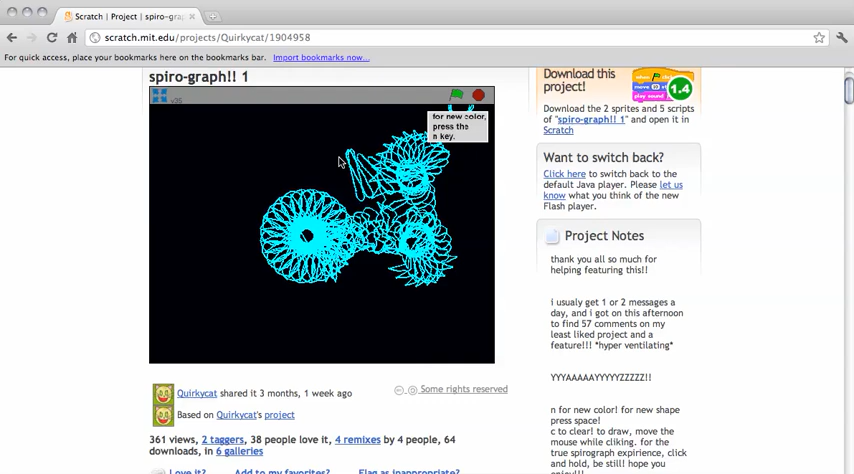 Scratch | Project | spiro-gra
scratch.mit.edu/projects/Quirkycat/1904958
For quick access, place your bookmarks here on the bookmarks bar. Import bookmarks now...
spiro-graph!! 1
for new color,
press the
n key.
Quirkycat shared it 3 months, 1 week ago
Some rights reserved
Based on Quirkycat's project
361 views, 2 taggers, 38 people love it, 4 remixes by 4 people, 64
downloads, in 6 galleries
Love it? Add to my favorites? Flag as inappropriate?
Download this
project!
1.4
Download the 2 sprites and 5 scripts
of "spiro-graph!! 1" and open it in
Scratch
Want to switch back?
Click here to switch back to the
default Java player. Please let us
know what you think of the new
Flash player.
Project Notes
thank you all so much for
helping featuring this!!
i usualy get 1 or 2 messages a
day, and i got on this afternoon
to find 57 comments on my
least liked project and a
feature!!! *hyper ventilating*
YYYAAAAAYYYYYZZZZZ!!
n for new color! for new shape
press space!
c to clear! to draw, move the
mouse while cliking. for the
true spirograph expirience, click
and hold, be still! hope you